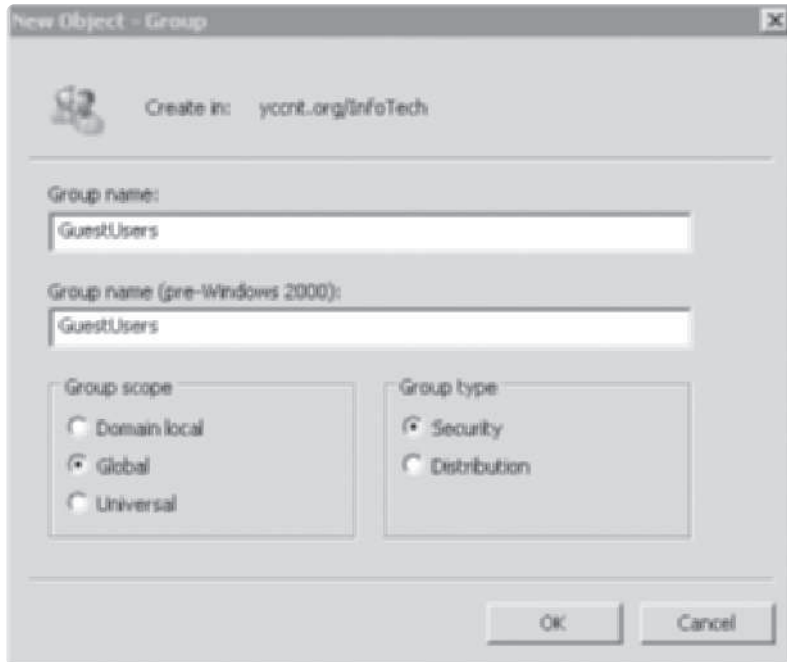 New Object - Group
Create in: yccnt.org/InfoTech
Group name:
GuestUsers
Group name (pre-Windows 2000):
GuestUsers
Group scope
Domain local
Global
Universal
Group type
Security
Distribution
OK
Cancel